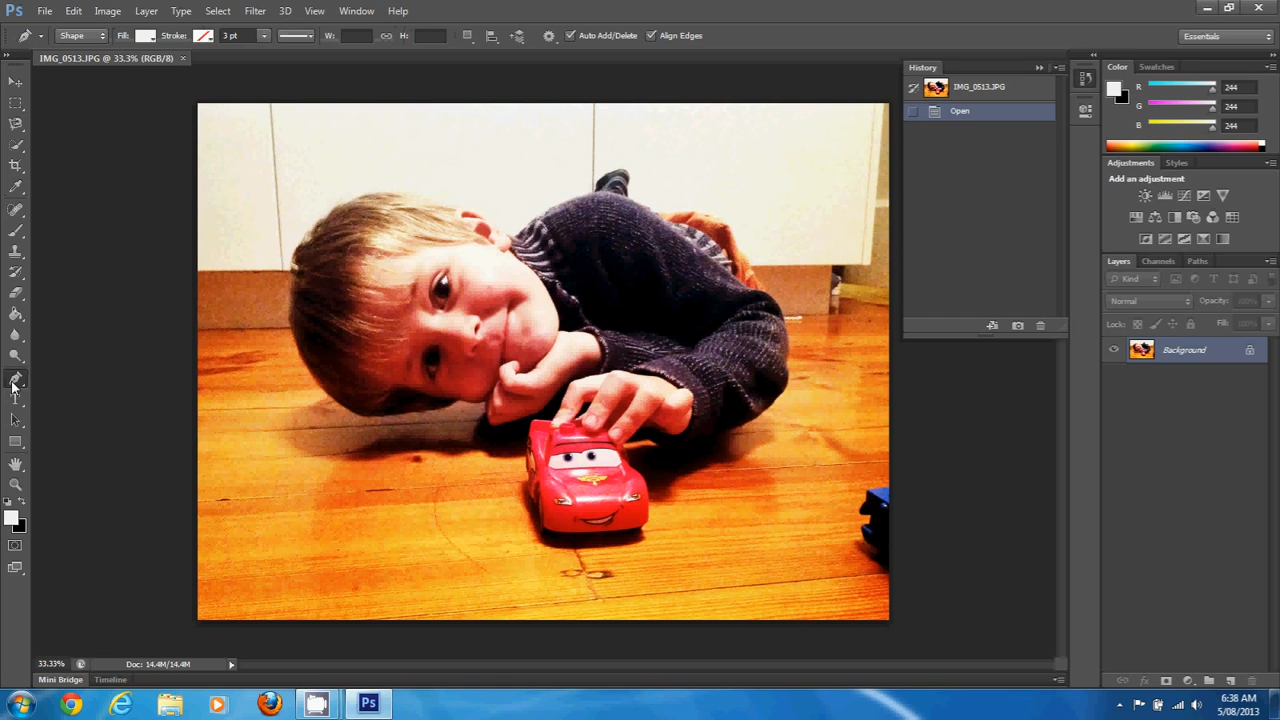 Ps File Edit Image Layer Type Select Filter 3D View Window Help
Shape Fill: Stroke: 3 pt W: H: Auto Add/Delete Align Edges Essentials
IMG_0513.JPG @ 33.3% (RGB/8) ×
History
IMG_0513.JPG
Open
Color Swatches
R 244
G 244
B 244
Adjustments Styles
Add an adjustment
Layers Channels Paths
Kind
Normal Opacity: 100%
Lock: Fill: 100%
Background
33.33% Doc: 14.4M/14.4M
Mini Bridge Timeline
Ps
6:38 AM
5/08/2013